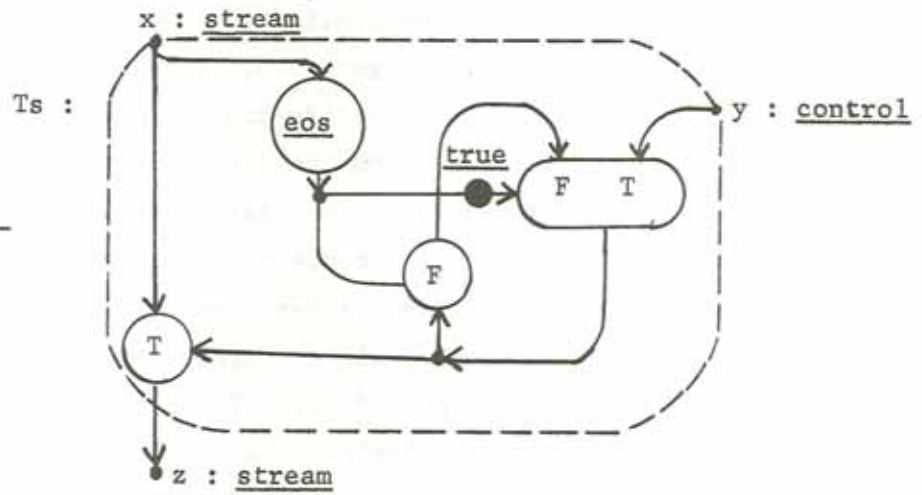 x : stream
Ts :
eos
y : control
true
F T
F
T
z : stream